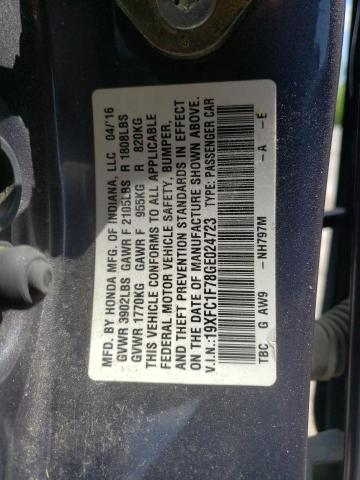 MFD. BY HONDA MFG. OF INDIANA, LLC 04/16
GVWR 3902LBS GAWR F 2105LBS R 1808LBS
GVWR 1770KG GAWR F 955KG R 820KG
THIS VEHICLE CONFORMS TO ALL APPLICABLE
FEDERAL MOTOR VEHICLE SAFETY, BUMPER,
AND THEFT PREVENTION STANDARDS IN EFFECT
ON THE DATE OF MANUFACTURE SHOWN ABOVE.
V.I.N.:19XFC1F78GE024723 TYPE: PASSENGER CAR
NH797M -A -E
TBC G AW9